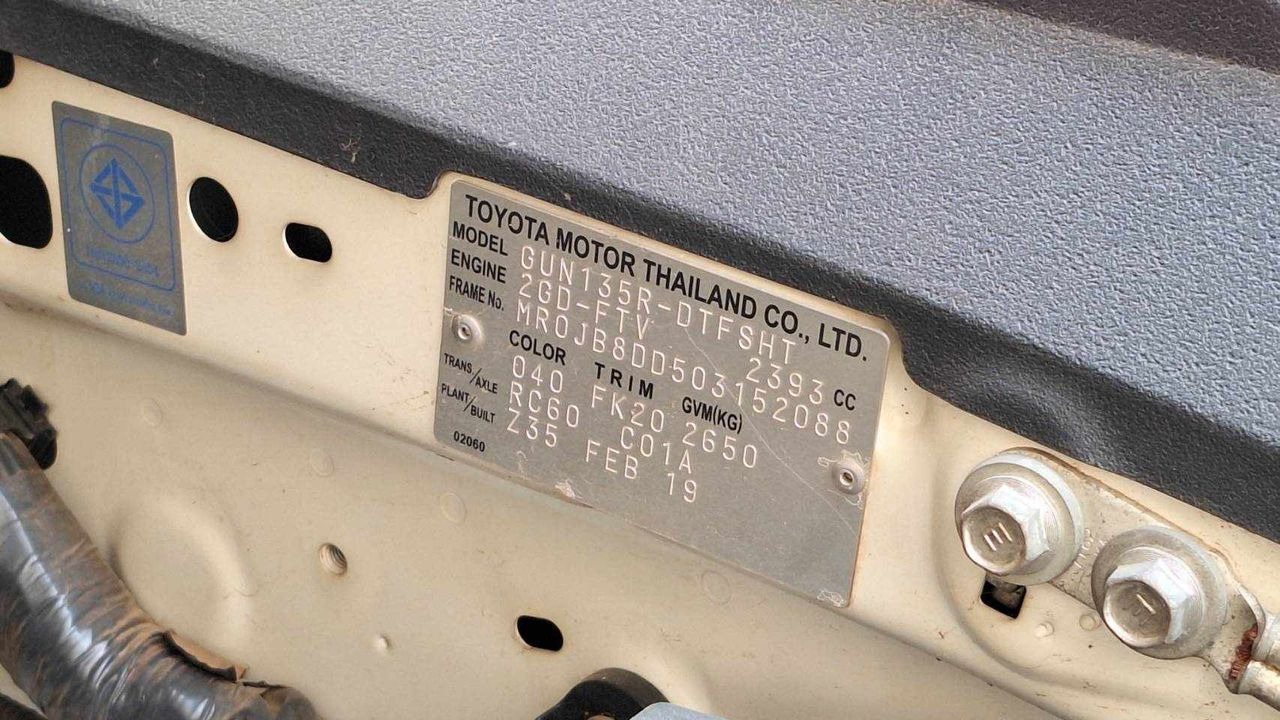 TOYOTA MOTOR THAILAND CO., LTD.
MODEL GUN135R-DTFSHT
ENGINE 2GD-FTV 2393 CC
FRAME No. MR0JB8DD503152088
COLOR TRIM GVM(KG)
040 FK20 2650
TRANS/AXLE RC60 C01A
PLANT/BUILT Z35 FEB 19
02060